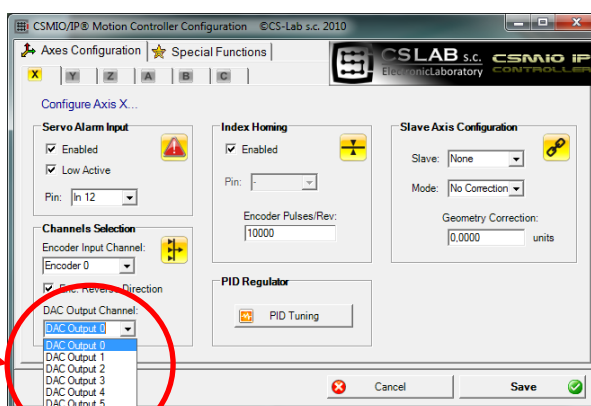 CSMIO/IP® Motion Controller Configuration ©CS-Lab s.c. 2010
Axes Configuration
Special Functions
CSLAB s.c.
ElectronicLaboratory
CSMIO IP
CONTROLLER
X
Y
Z
A
B
C
Configure Axis X...
Servo Alarm Input
Enabled
Low Active
Pin:
In 12
Channels Selection
Encoder Input Channel:
Encoder 0
Enc. Reverse Direction
DAC Output Channel:
DAC Output 0
DAC Output 0
DAC Output 1
DAC Output 2
DAC Output 3
DAC Output 4
DAC Output 5
Index Homing
Enabled
Pin:
-
Encoder Pulses/Rev:
10000
PID Regulator
PID Tuning
Slave Axis Configuration
Slave:
None
Mode:
No Correction
Geometry Correction:
0,0000
units
Cancel
Save